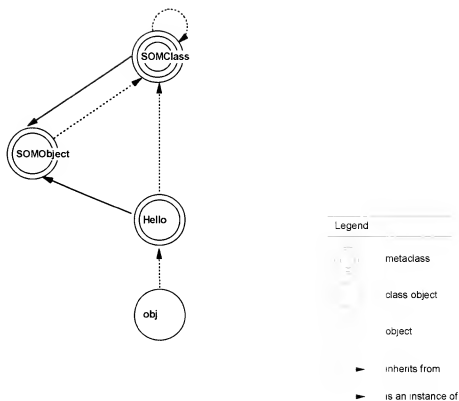 SOMClass
SOMObject
Hello
obj
Legend
metaclass
class object
object
inherits from
is an instance of